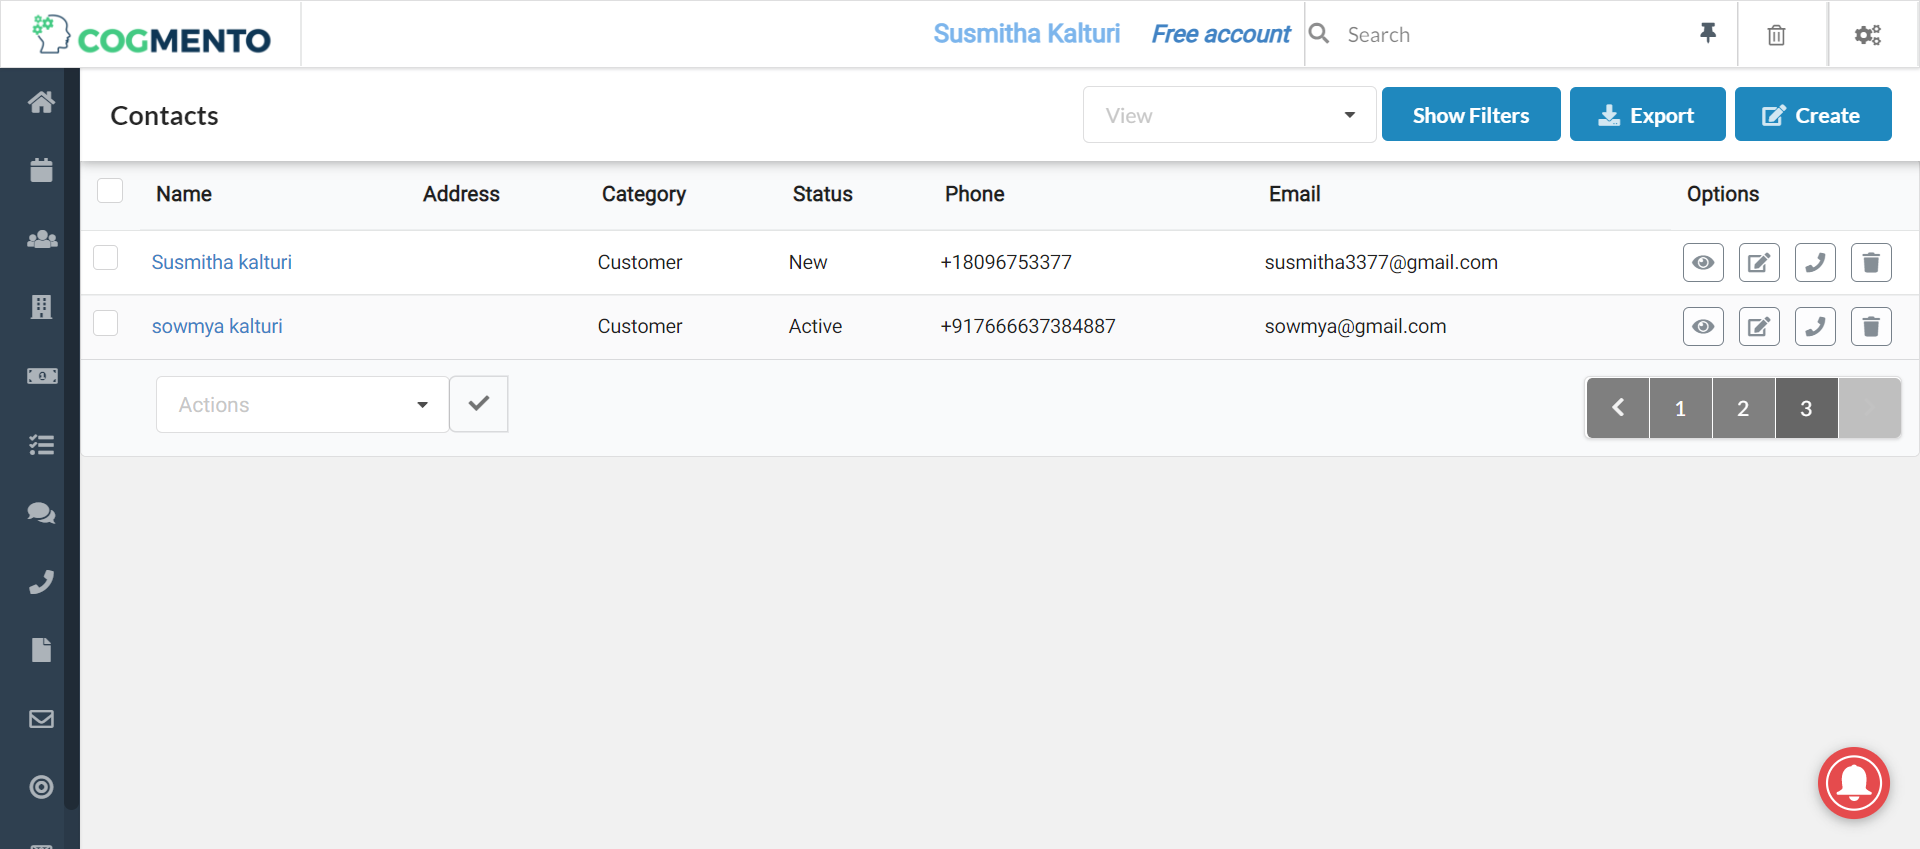 COGMENTO
Susmitha Kalturi Free account Search
Contacts
View Show Filters Export Create
Name Address Category Status Phone Email Options
Susmitha kalturi Customer New +18096753377 susmitha3377@gmail.com
sowmya kalturi Customer Active +917666637384887 sowmya@gmail.com
Actions 1 2 3